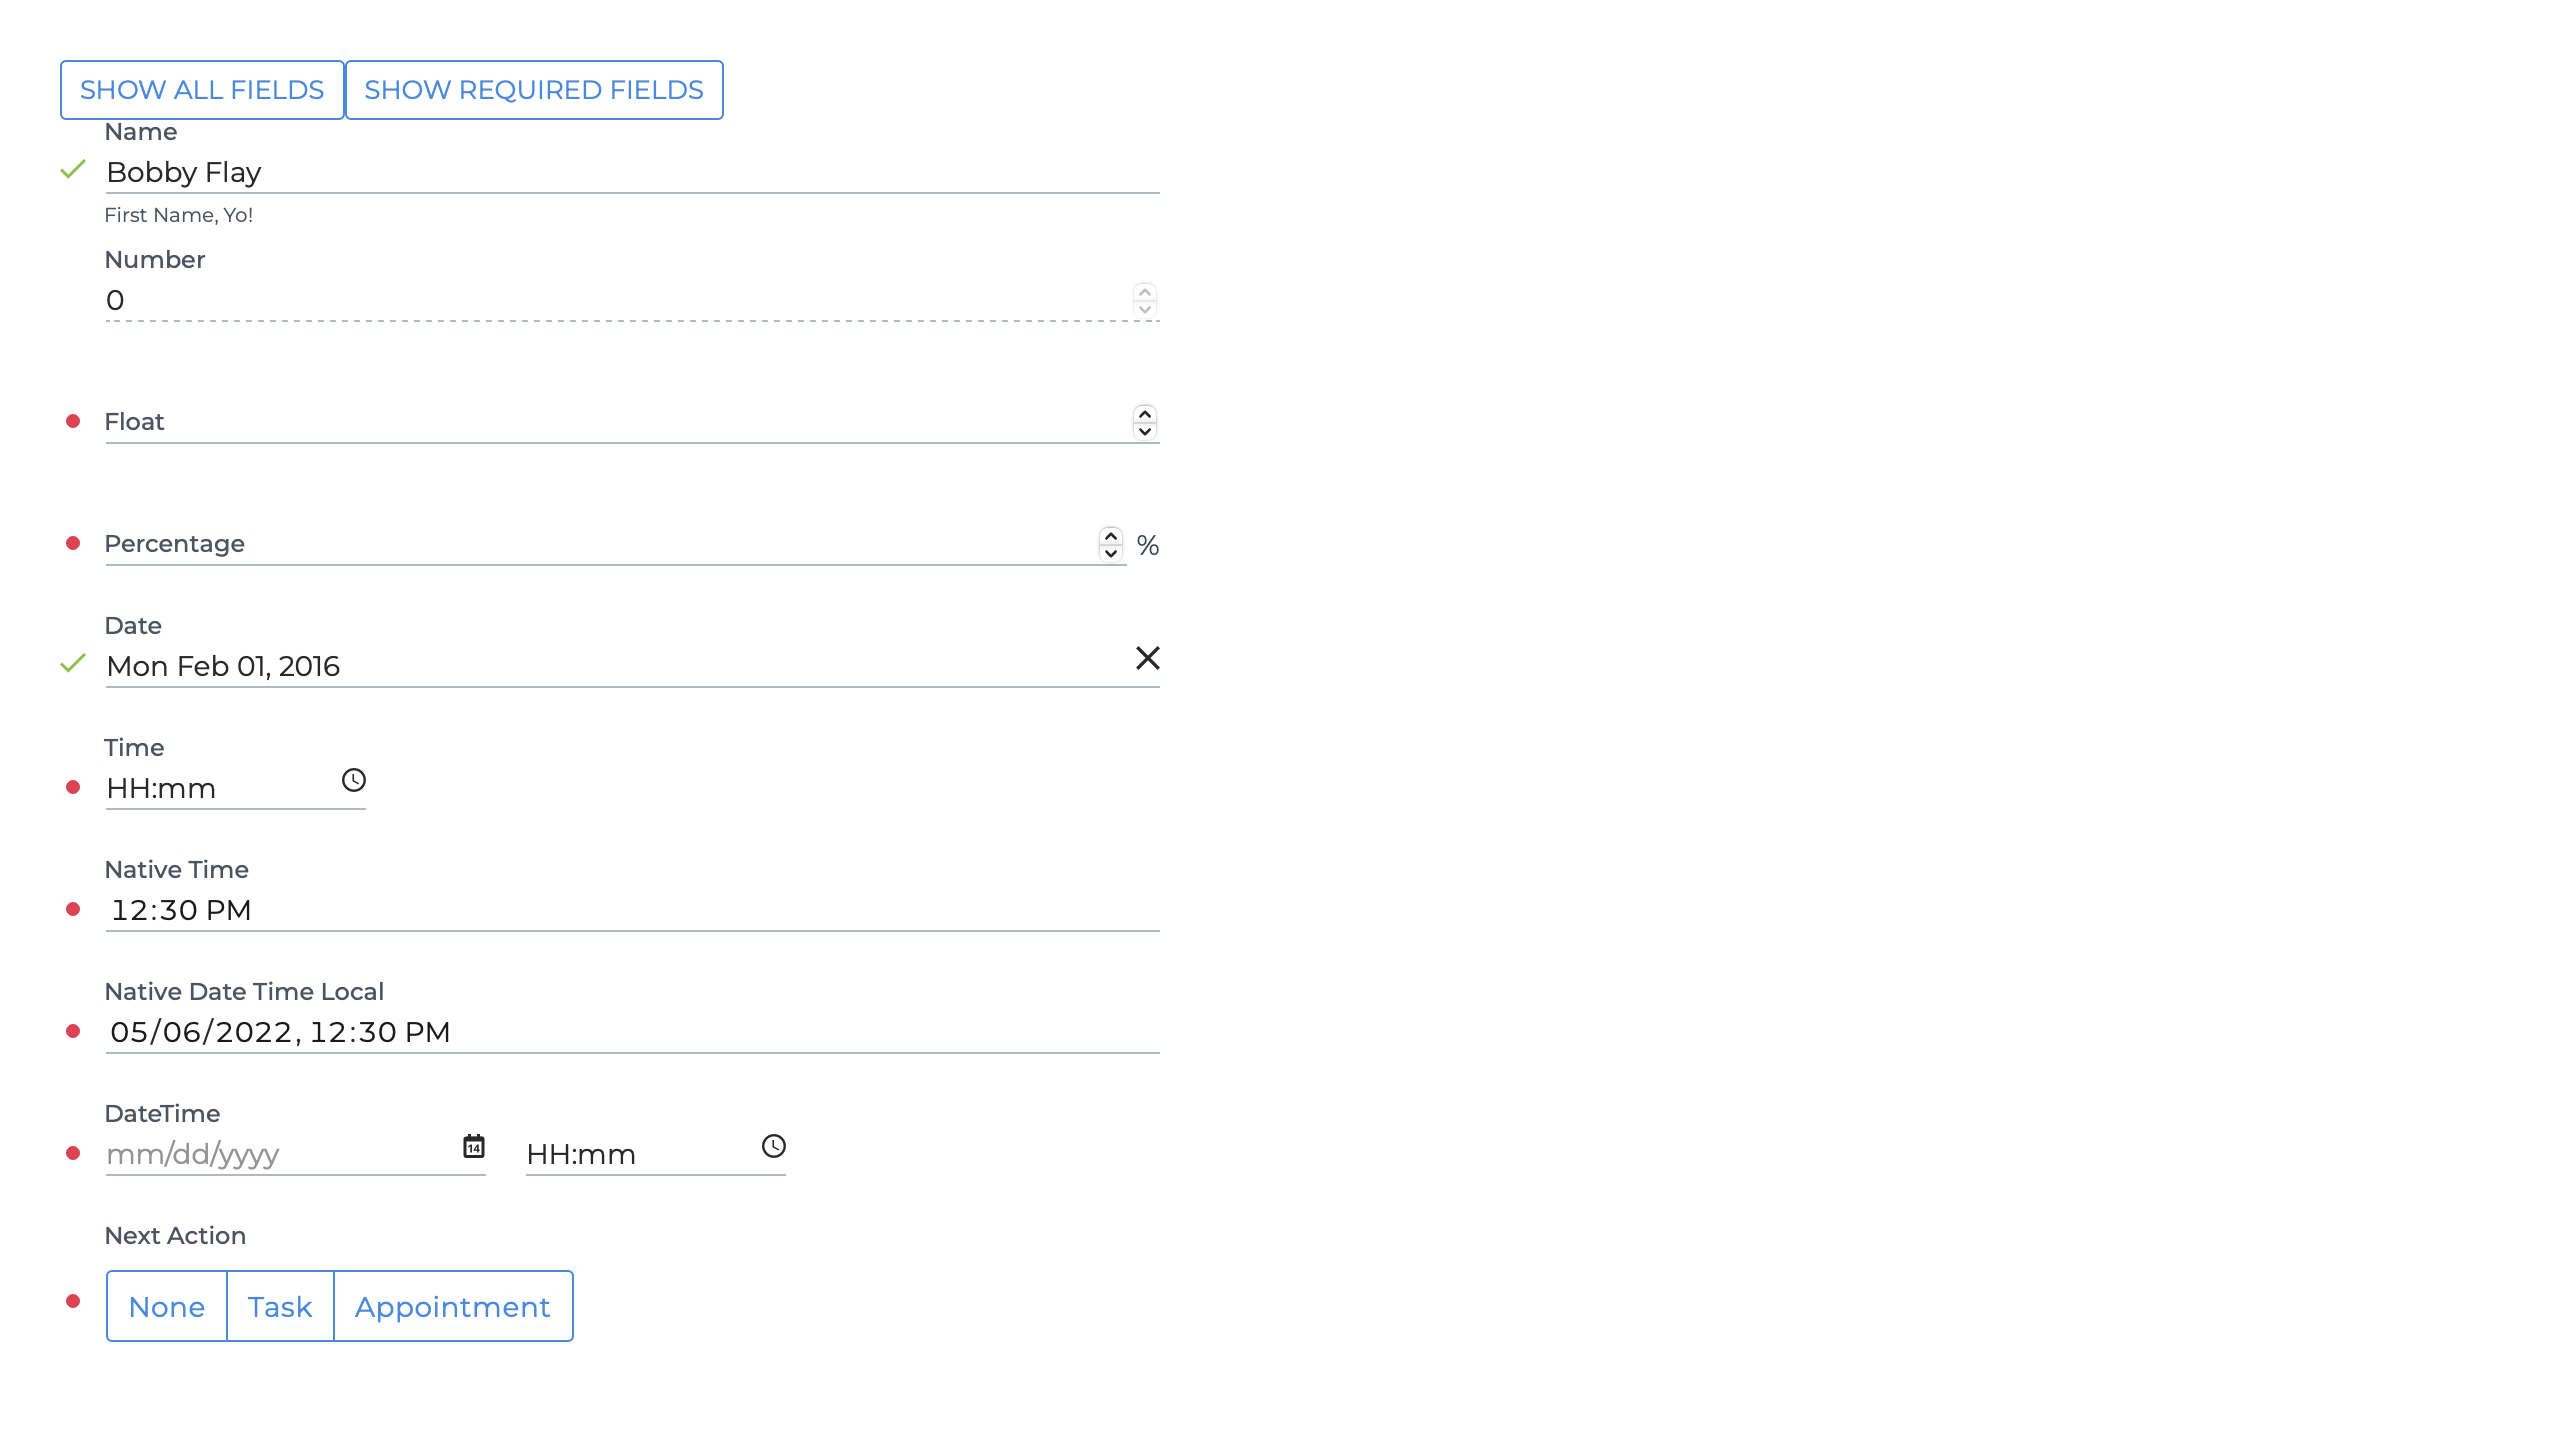 SHOW ALL FIELDS SHOW REQUIRED FIELDS
Name
Bobby Flay
First Name, Yo!
Number
0
Float
Percentage
%
Date
Mon Feb 01, 2016
Time
HH:mm
Native Time
12:30 PM
Native Date Time Local
05/06/2022, 12:30 PM
DateTime
mm/dd/yyyy 14 HH:mm
Next Action
None Task Appointment